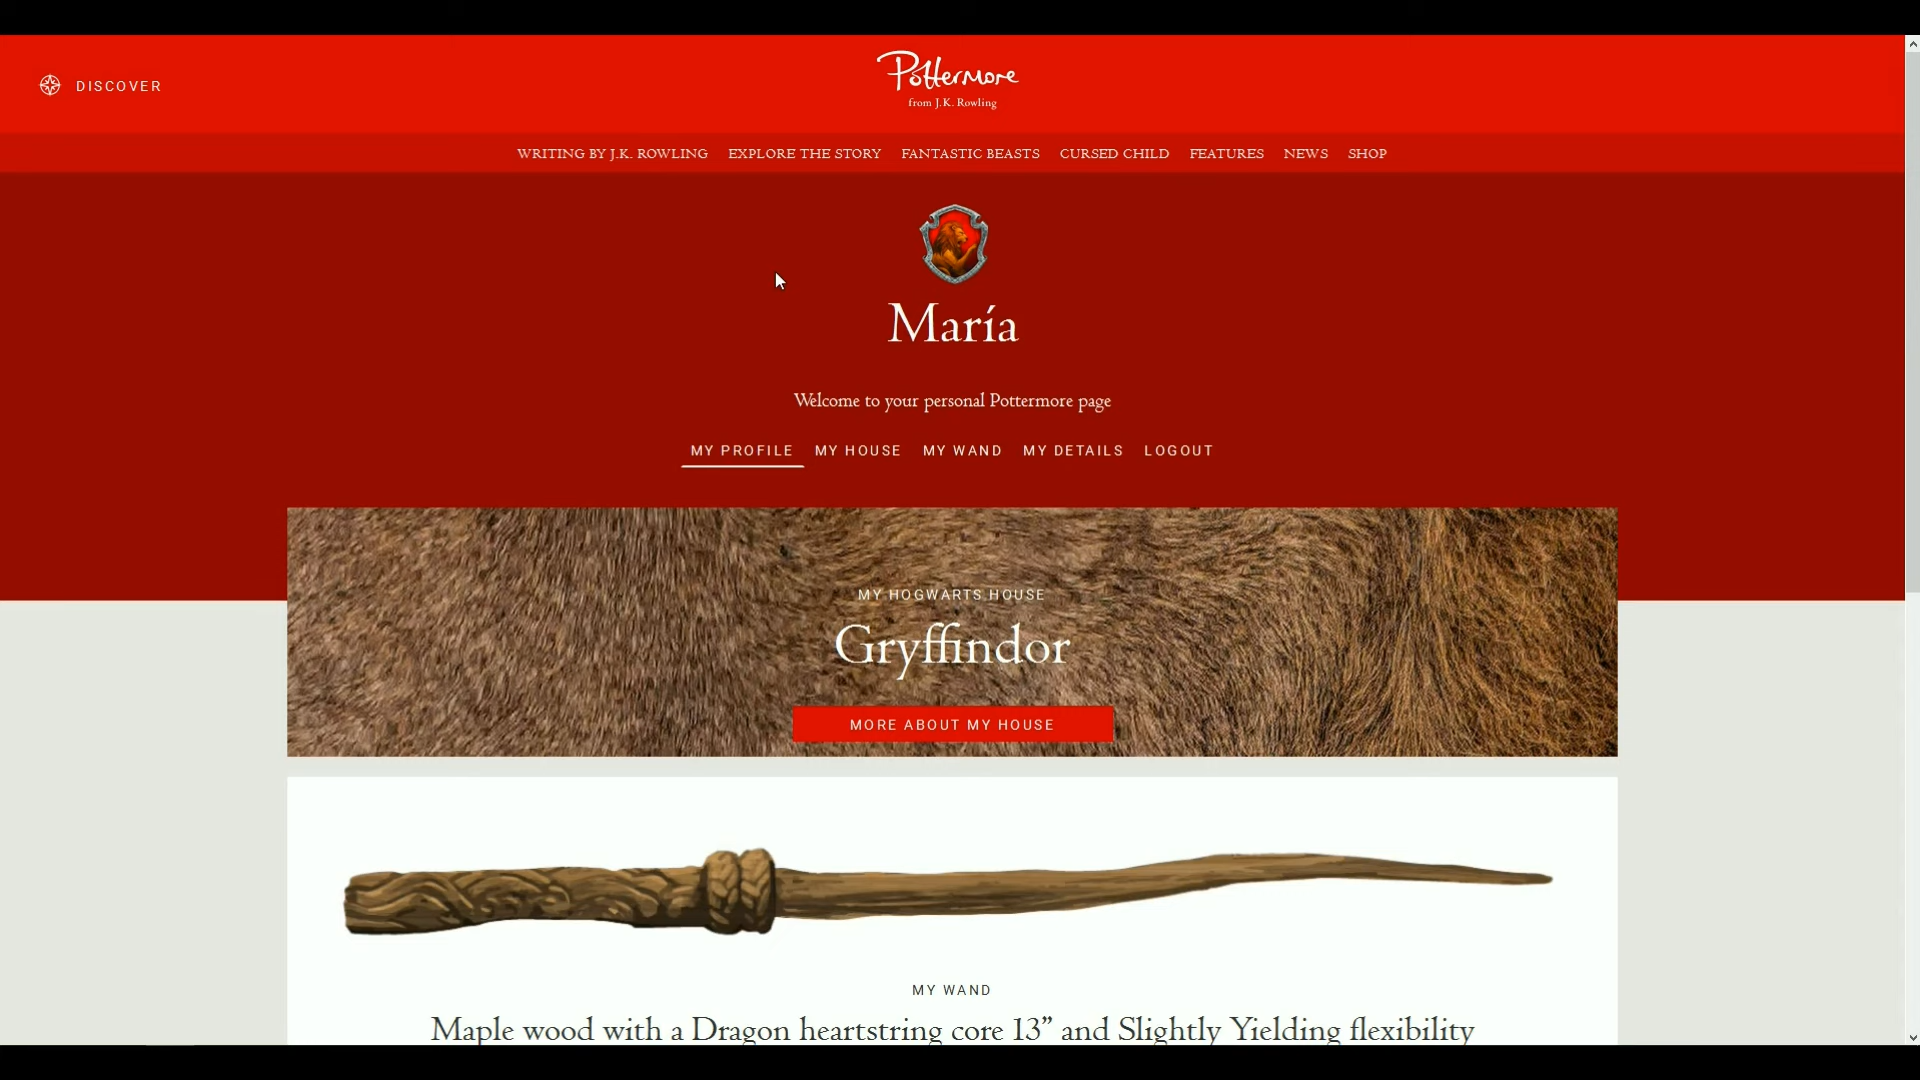 DISCOVER
Pottermore
from J.K. Rowling
WRITING BY J.K. ROWLING EXPLORE THE STORY FANTASTIC BEASTS CURSED CHILD FEATURES NEWS SHOP
María
Welcome to your personal Pottermore page
MY PROFILE MY HOUSE MY WAND MY DETAILS LOGOUT
MY HOGWARTS HOUSE
Gryffindor
MORE ABOUT MY HOUSE
MY WAND
Maple wood with a Dragon heartstring core 13” and Slightly Yielding flexibility